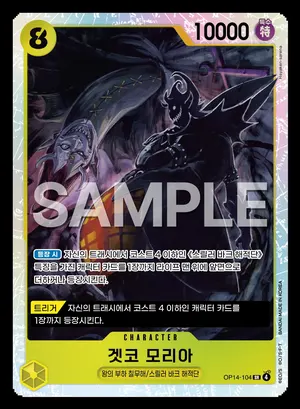 8
10000
특
特
SAMPLE
등장 시 자신의 트래시에서 코스트 4 이하인 《스릴러 바크 해적단》
특징을 가진 캐릭터 카드를 1장까지 라이프 맨 위에 앞면으로
더하거나 등장시킨다.
트리거 자신의 트래시에서 코스트 4 이하인 캐릭터 카드를
1장까지 등장시킨다.
CHARACTER
겟코 모리아
왕의 부하 칠무해/스릴러 바크 해적단
OP14-104 SR 4
BANDAI MADE IN KOREA